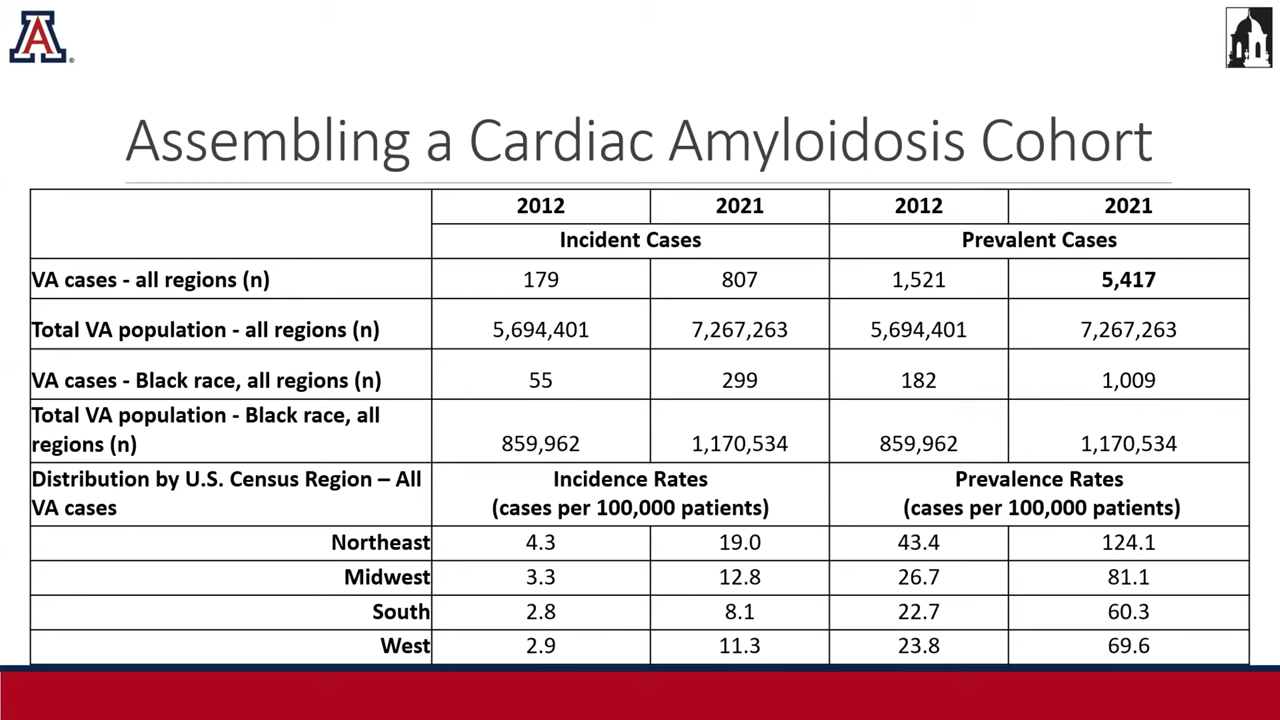 A
Assembling a Cardiac Amyloidosis Cohort
2012 2021 2012 2021
Incident Cases Prevalent Cases
VA cases - all regions (n) 179 807 1,521 5,417
Total VA population - all regions (n) 5,694,401 7,267,263 5,694,401 7,267,263
VA cases - Black race, all regions (n) 55 299 182 1,009
Total VA population - Black race, all
regions (n) 859,962 1,170,534 859,962 1,170,534
Distribution by U.S. Census Region – All Incidence Rates Prevalence Rates
VA cases (cases per 100,000 patients) (cases per 100,000 patients)
Northeast 4.3 19.0 43.4 124.1
Midwest 3.3 12.8 26.7 81.1
South 2.8 8.1 22.7 60.3
West 2.9 11.3 23.8 69.6